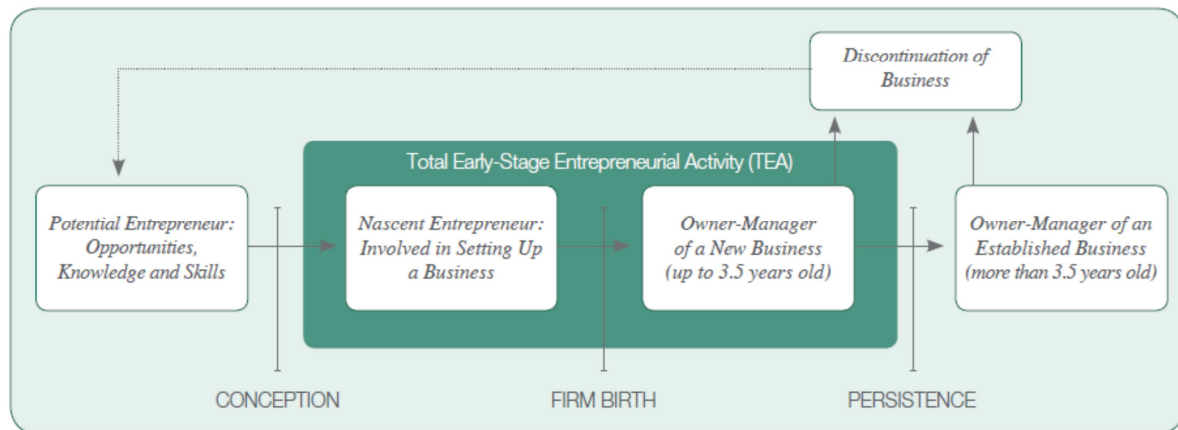 Discontinuation of
Business
Total Early-Stage Entrepreneurial Activity (TEA)
Potential Entrepreneur:
Opportunities,
Knowledge and Skills
Nascent Entrepreneur:
Involved in Setting Up
a Business
Owner-Manager
of a New Business
(up to 3.5 years old)
Owner-Manager of an
Established Business
(more than 3.5 years old)
CONCEPTION
FIRM BIRTH
PERSISTENCE